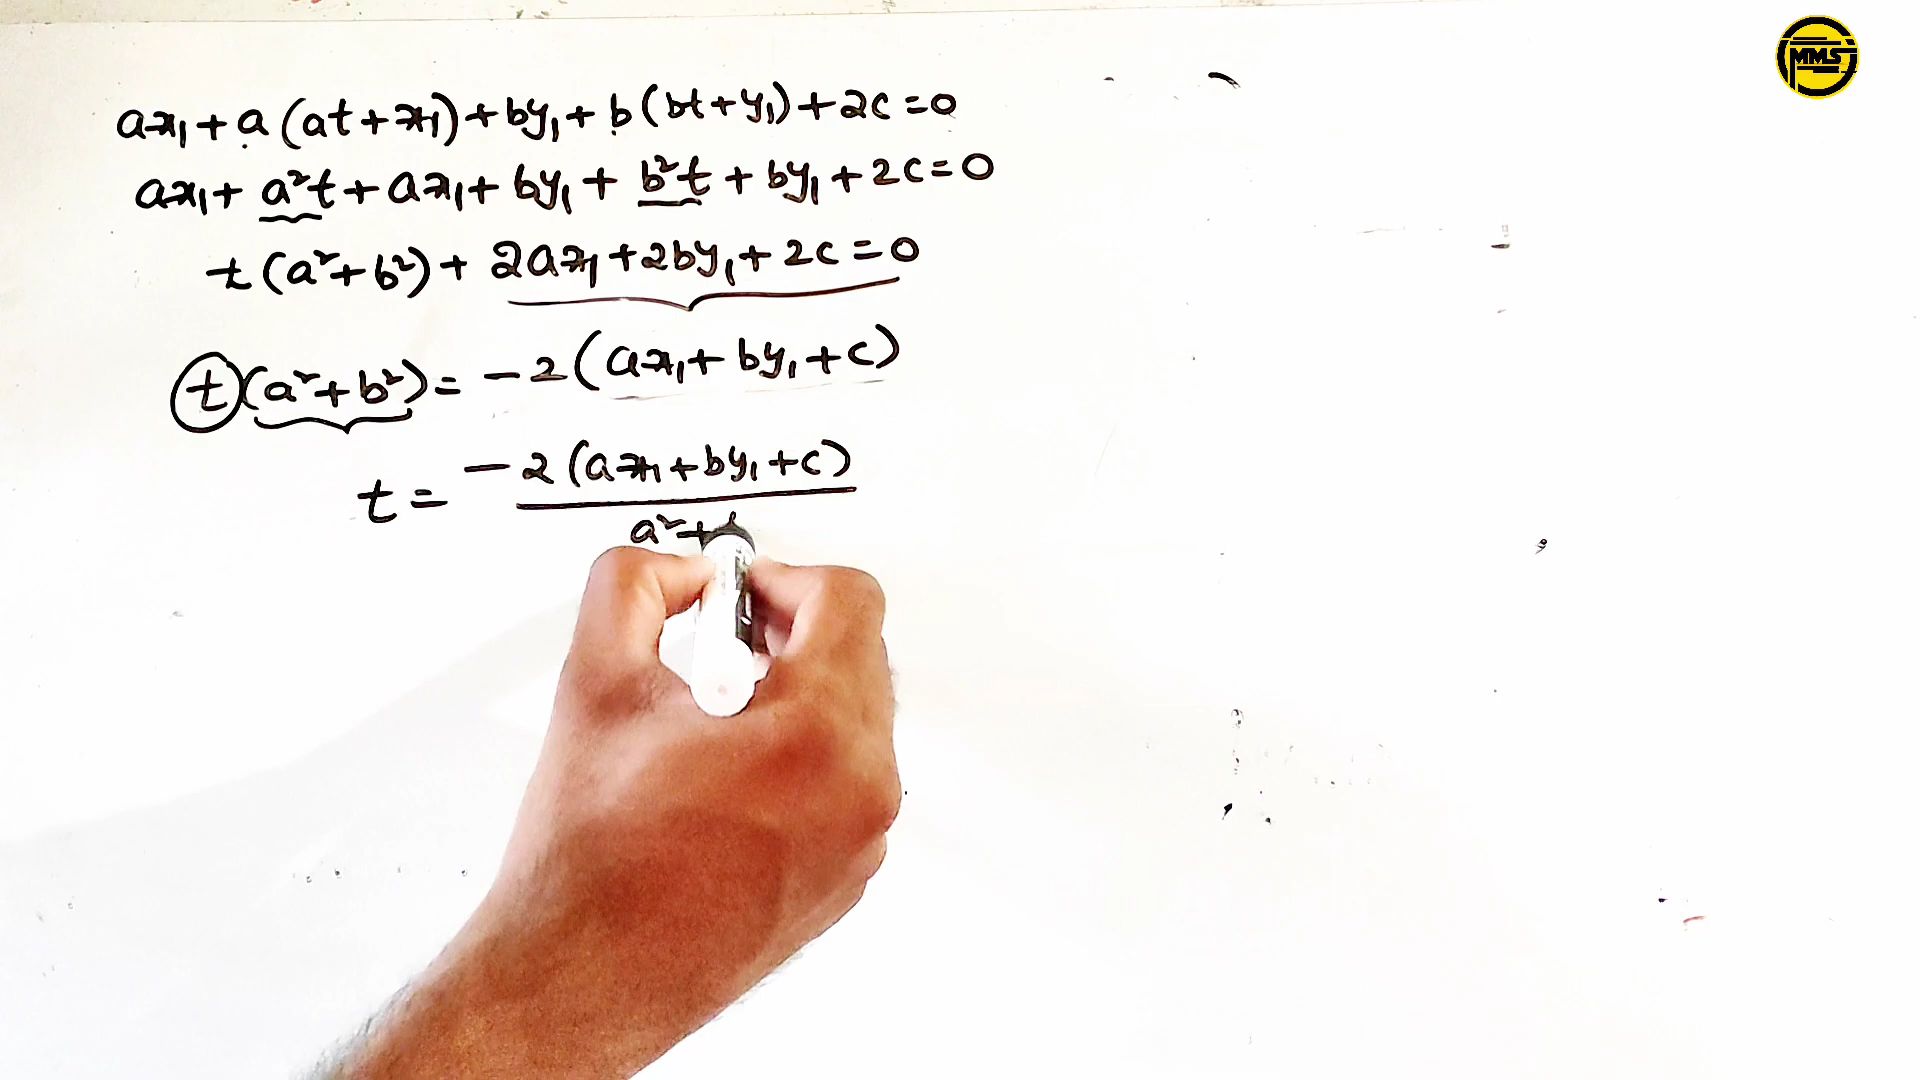 MMS
ax₁ + a(at + x₁) + by₁ + b(bt + y₁) + 2c = 0
ax₁ + a²t + ax₁ + by₁ + b²t + by₁ + 2c = 0
t(a² + b²) + 2ax₁ + 2by₁ + 2c = 0
t(a² + b²) = -2(ax₁ + by₁ + c)
t = -2(ax₁ + by₁ + c)
a² +